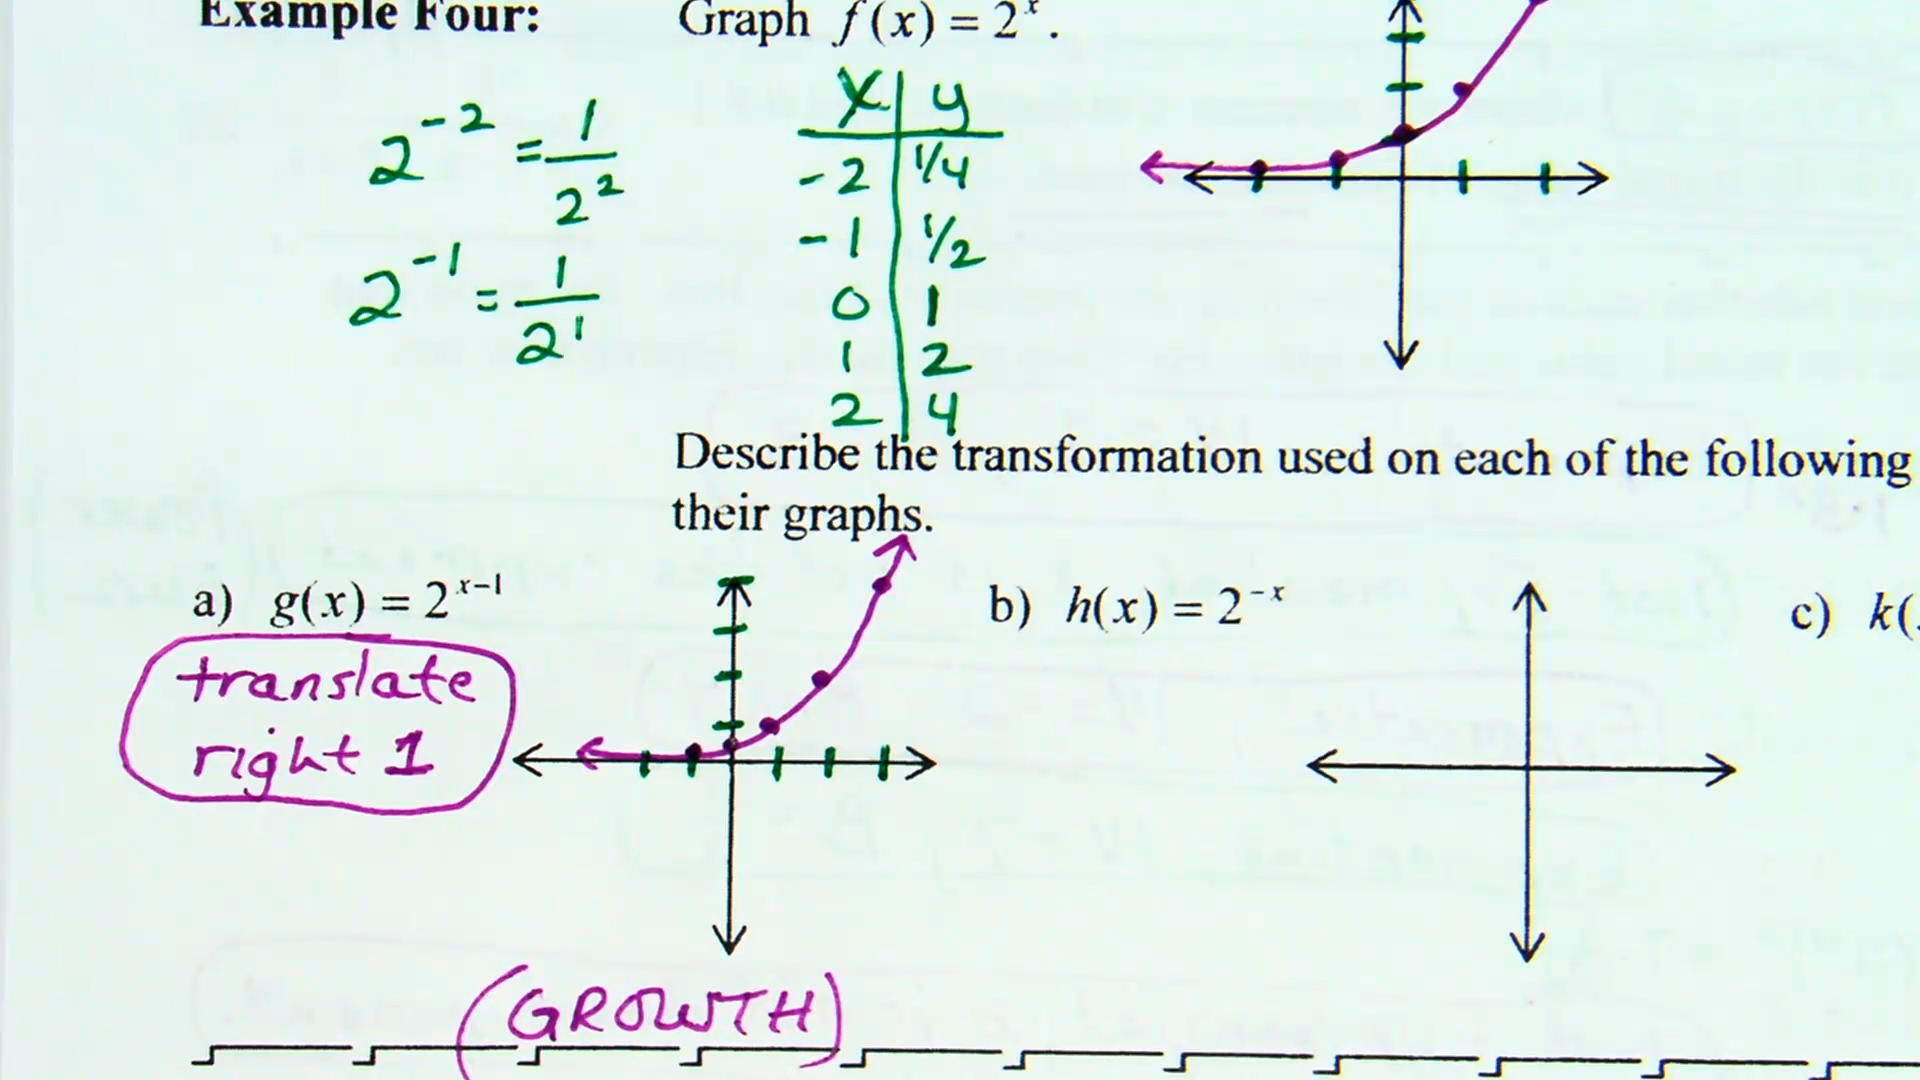 Example Four: Graph f(x) = 2^x.
x y
-2 1/4
-1 1/2
0 1
1 2
2 4
2^-2 = 1/2^2
2^-1 = 1/2^1
Describe the transformation used on each of the following
their graphs.
a) g(x) = 2^x-1
translate
right 1
b) h(x) = 2^-x
c) k(
(GROWTH)